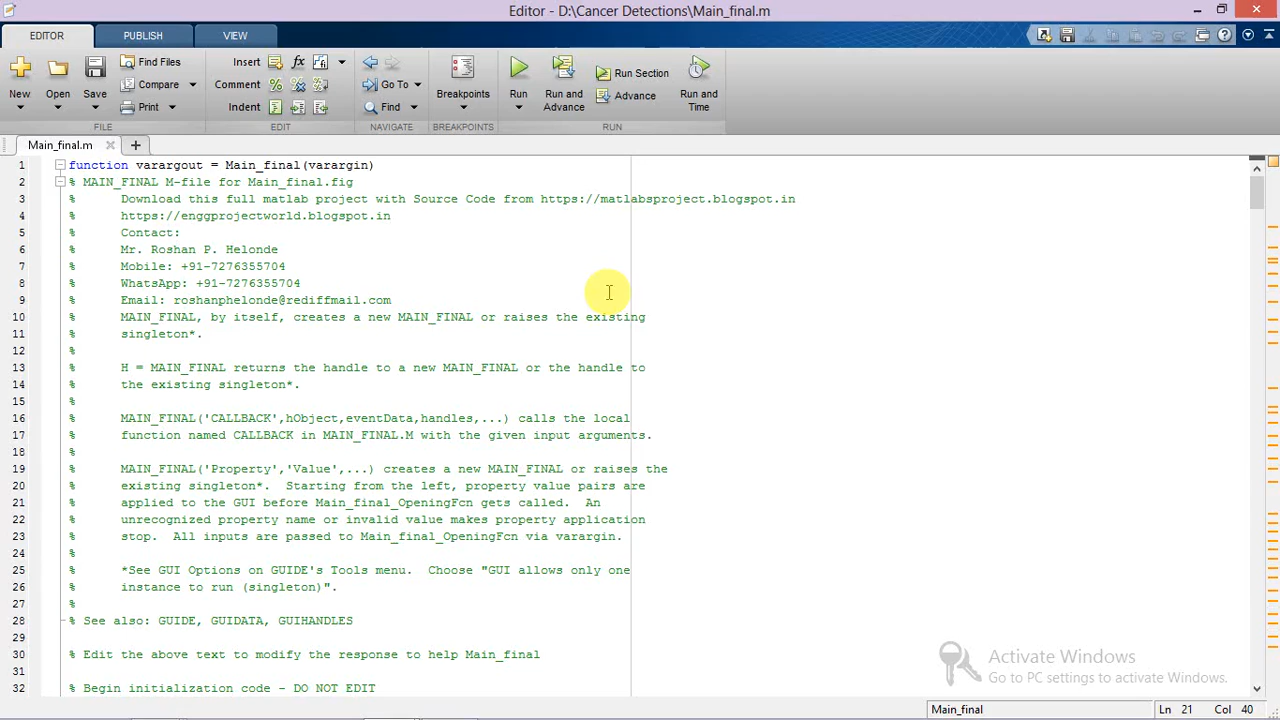 Editor - D:\Cancer Detections\Main_final.m
EDITOR PUBLISH VIEW
New Open Save Find Files Compare Print
FILE
Insert Comment Indent
EDIT
Go To Find
NAVIGATE
Breakpoints
BREAKPOINTS
Run Run and Advance Run Section Advance Run and Time
RUN
Main_final.m
1 function varargout = Main_final(varargin)
2 % MAIN_FINAL M-file for Main_final.fig
3 % Download this full matlab project with Source Code from https://matlabsproject.blogspot.in
4 % https://enggprojectworld.blogspot.in
5 % Contact:
6 % Mr. Roshan P. Helonde
7 % Mobile: +91-7276355704
8 % WhatsApp: +91-7276355704
9 % Email: roshanphelonde@rediffmail.com
10 % MAIN_FINAL, by itself, creates a new MAIN_FINAL or raises the existing
11 % singleton*.
12 %
13 % H = MAIN_FINAL returns the handle to a new MAIN_FINAL or the handle to
14 % the existing singleton*.
15 %
16 % MAIN_FINAL('CALLBACK',hObject,eventData,handles,...) calls the local
17 % function named CALLBACK in MAIN_FINAL.M with the given input arguments.
18 %
19 % MAIN_FINAL('Property','Value',...) creates a new MAIN_FINAL or raises the
20 % existing singleton*.  Starting from the left, property value pairs are
21 % applied to the GUI before Main_final_OpeningFcn gets called.  An
22 % unrecognized property name or invalid value makes property application
23 % stop.  All inputs are passed to Main_final_OpeningFcn via varargin.
24 %
25 % *See GUI Options on GUIDE's Tools menu.  Choose "GUI allows only one
26 % instance to run (singleton)".
27 %
28 % See also: GUIDE, GUIDATA, GUIHANDLES
29
30 % Edit the above text to modify the response to help Main_final
31
32 % Begin initialization code - DO NOT EDIT
Activate Windows
Go to PC settings to activate Windows.
Main_final Ln 21 Col 40